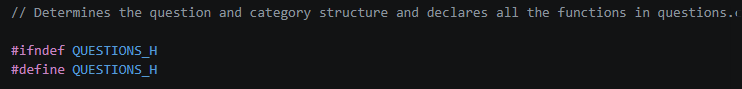 // Determines the question and category structure and declares all the functions in questions.
#ifndef QUESTIONS_H
#define QUESTIONS_H